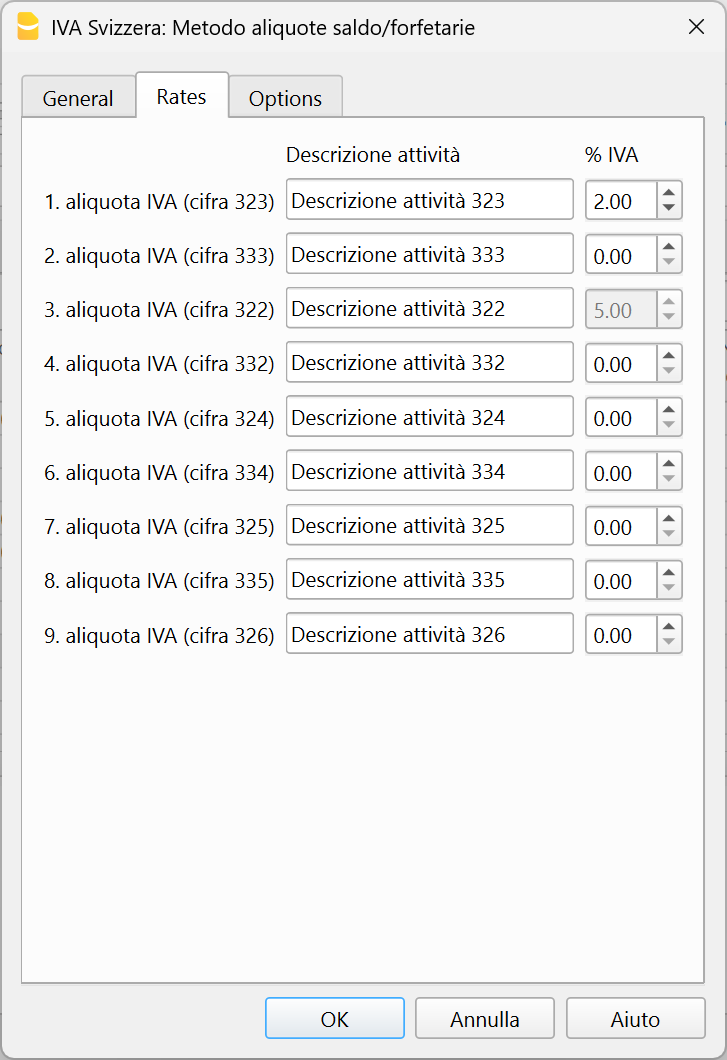 IVA Svizzera: Metodo aliquote saldo/forfetarie
General Rates Options
Descrizione attività % IVA
1. aliquota IVA (cifra 323) Descrizione attività 323 2.00
2. aliquota IVA (cifra 333) Descrizione attività 333 0.00
3. aliquota IVA (cifra 322) Descrizione attività 322 5.00
4. aliquota IVA (cifra 332) Descrizione attività 332 0.00
5. aliquota IVA (cifra 324) Descrizione attività 324 0.00
6. aliquota IVA (cifra 334) Descrizione attività 334 0.00
7. aliquota IVA (cifra 325) Descrizione attività 325 0.00
8. aliquota IVA (cifra 335) Descrizione attività 335 0.00
9. aliquota IVA (cifra 326) Descrizione attività 326 0.00
OK Annulla Aiuto